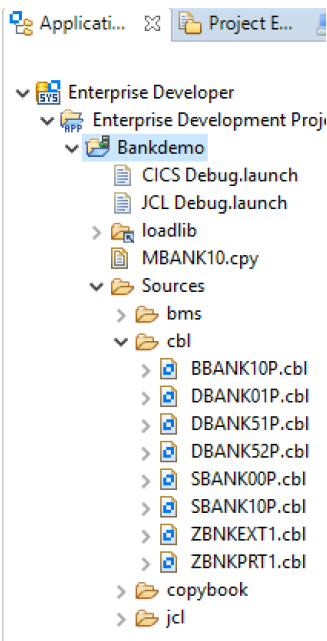 Applicati... Project E...
Enterprise Developer
Enterprise Development Proje
Bankdemo
CICS Debug.launch
JCL Debug.launch
loadlib
MBANK10.cpy
Sources
bms
cbl
BBANK10P.cbl
DBANK01P.cbl
DBANK51P.cbl
DBANK52P.cbl
SBANK00P.cbl
SBANK10P.cbl
ZBNKEXT1.cbl
ZBNKPRT1.cbl
copybook
jcl